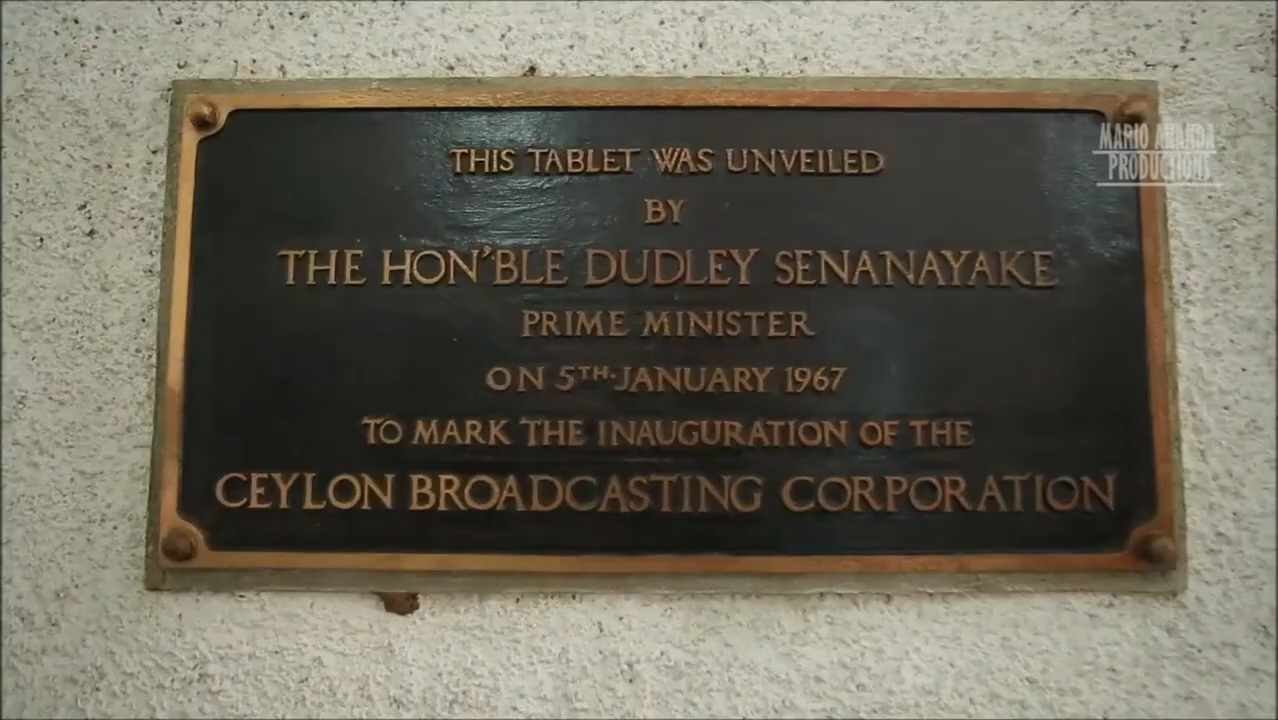 THIS TABLET WAS UNVEILED
BY
THE HON'BLE DUDLEY SENANAYAKE
PRIME MINISTER
ON 5TH·JANUARY 1967
TO MARK THE INAUGURATION OF THE
CEYLON BROADCASTING CORPORATION
MARIO ANANDA
PRODUCTIONS